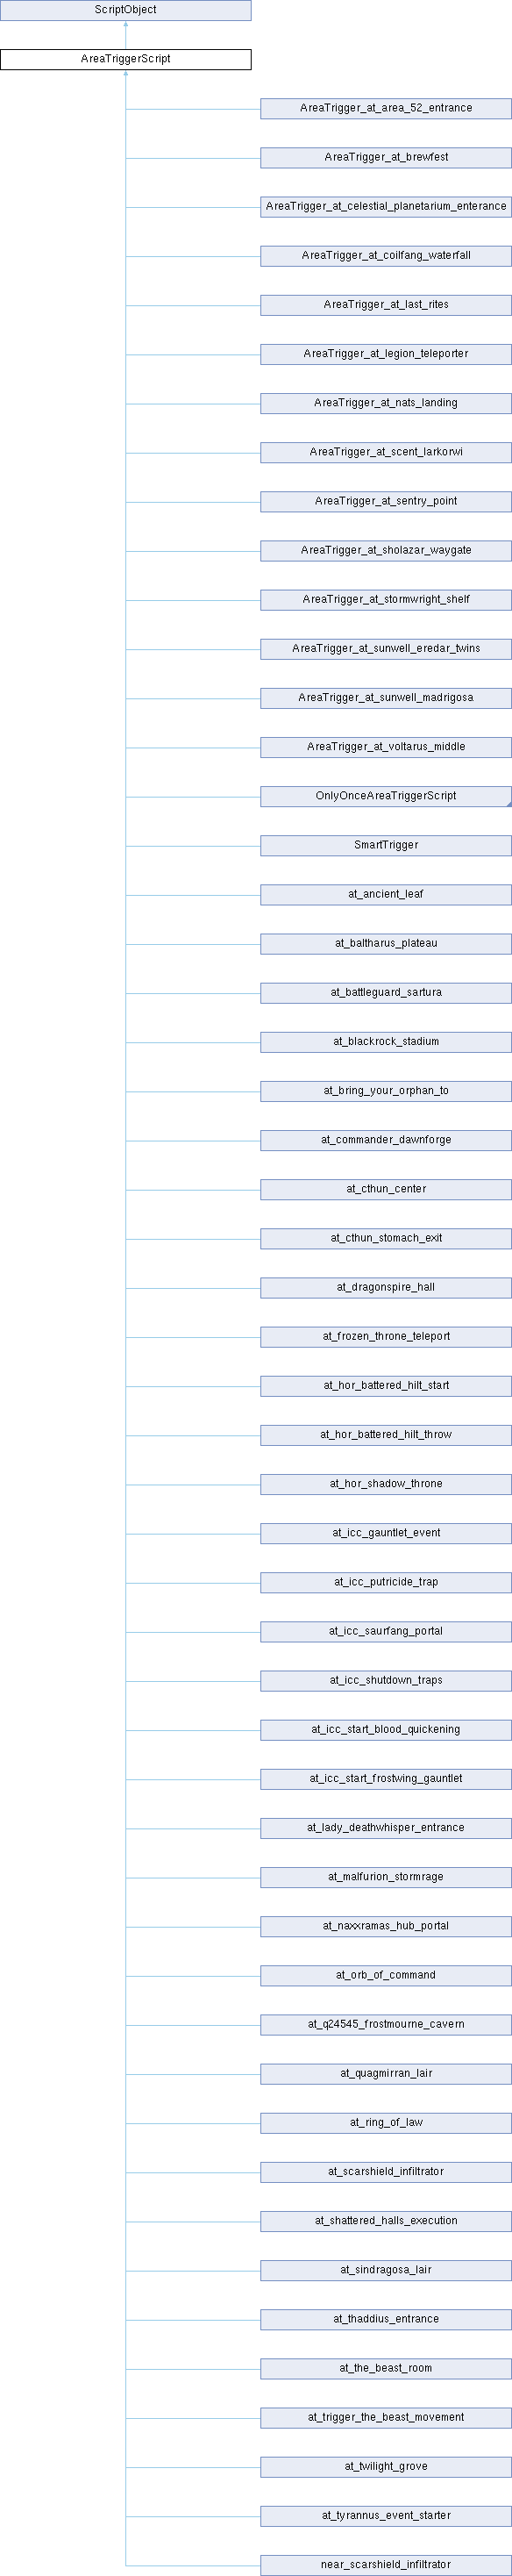 ScriptObject
AreaTriggerScript
AreaTrigger_at_area_52_entrance
AreaTrigger_at_brewfest
AreaTrigger_at_celestial_planetarium_enterance
AreaTrigger_at_coilfang_waterfall
AreaTrigger_at_last_rites
AreaTrigger_at_legion_teleporter
AreaTrigger_at_nats_landing
AreaTrigger_at_scent_larkorwi
AreaTrigger_at_sentry_point
AreaTrigger_at_sholazar_waygate
AreaTrigger_at_stormwright_shelf
AreaTrigger_at_sunwell_eredar_twins
AreaTrigger_at_sunwell_madrigosa
AreaTrigger_at_voltarus_middle
OnlyOnceAreaTriggerScript
SmartTrigger
at_ancient_leaf
at_baltharus_plateau
at_battleguard_sartura
at_blackrock_stadium
at_bring_your_orphan_to
at_commander_dawnforge
at_cthun_center
at_cthun_stomach_exit
at_dragonspire_hall
at_frozen_throne_teleport
at_hor_battered_hilt_start
at_hor_battered_hilt_throw
at_hor_shadow_throne
at_icc_gauntlet_event
at_icc_putricide_trap
at_icc_saurfang_portal
at_icc_shutdown_traps
at_icc_start_blood_quickening
at_icc_start_frostwing_gauntlet
at_lady_deathwhisper_entrance
at_malfurion_stormrage
at_naxxramas_hub_portal
at_orb_of_command
at_q24545_frostmourne_cavern
at_quagmirran_lair
at_ring_of_law
at_scarshield_infiltrator
at_shattered_halls_execution
at_sindragosa_lair
at_thaddius_entrance
at_the_beast_room
at_trigger_the_beast_movement
at_twilight_grove
at_tyrannus_event_starter
near_scarshield_infiltrator